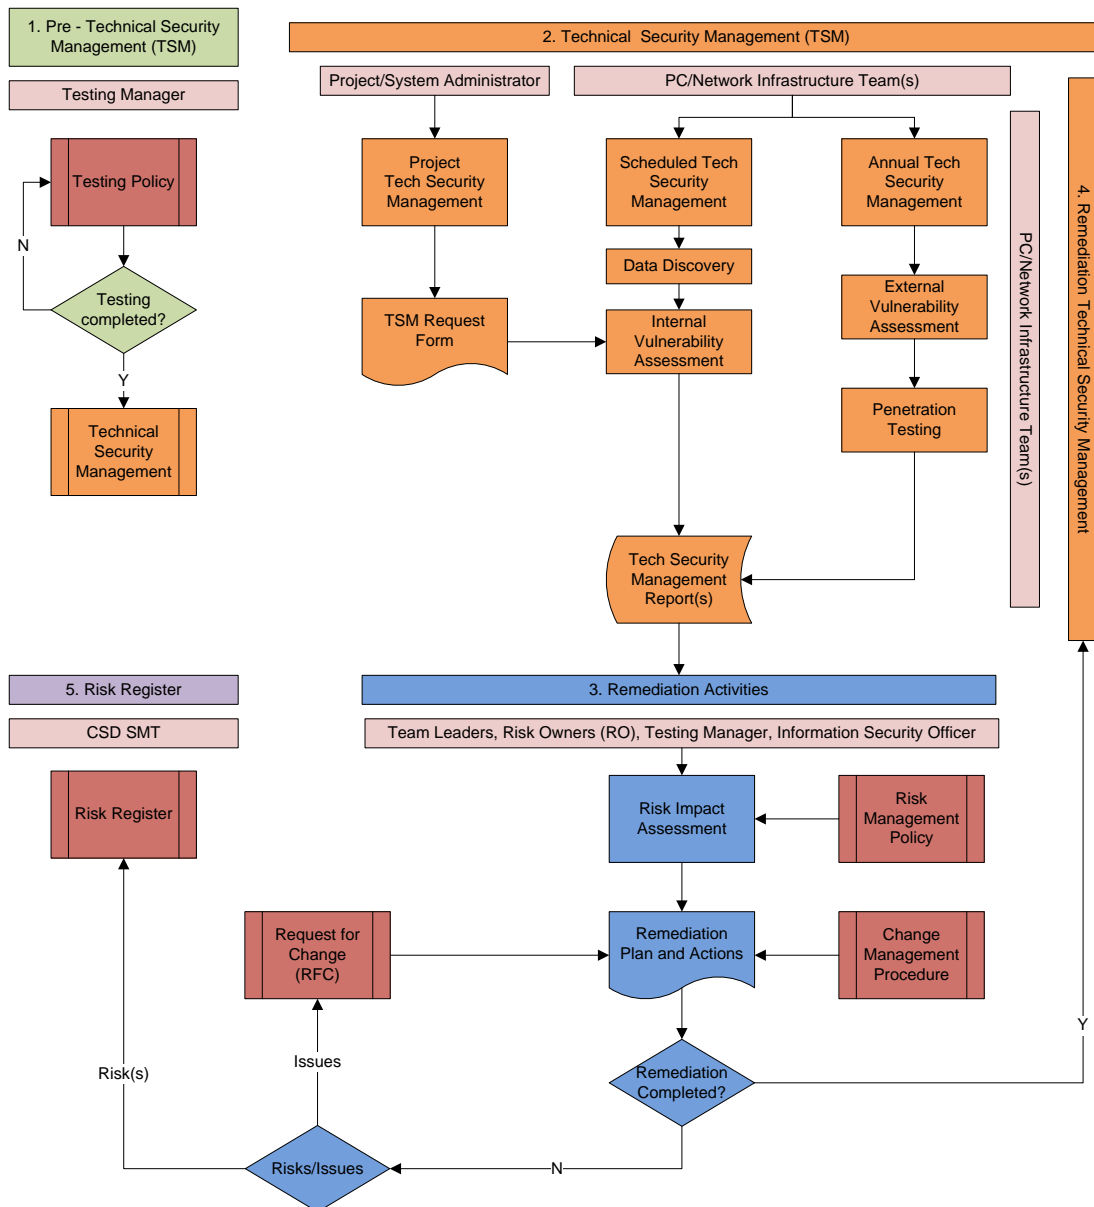 1. Pre - Technical Security
Management (TSM)
2. Technical Security Management (TSM)
Testing Manager
Project/System Administrator
PC/Network Infrastructure Team(s)
Testing Policy
N
Testing
completed?
Y
Technical
Security
Management
Project
Tech Security
Management
TSM Request
Form
Scheduled Tech
Security
Management
Data Discovery
Internal
Vulnerability
Assessment
Annual Tech
Security
Management
External
Vulnerability
Assessment
Penetration
Testing
Tech Security
Management
Report(s)
PC/Network Infrastructure Team(s)
4. Remediation Technical Security Management
5. Risk Register
CSD SMT
Risk Register
3. Remediation Activities
Team Leaders, Risk Owners (RO), Testing Manager, Information Security Officer
Risk Impact
Assessment
Risk
Management
Policy
Request for
Change
(RFC)
Remediation
Plan and Actions
Change
Management
Procedure
Y
Issues
Risk(s)
Remediation
Completed?
Risks/Issues
N